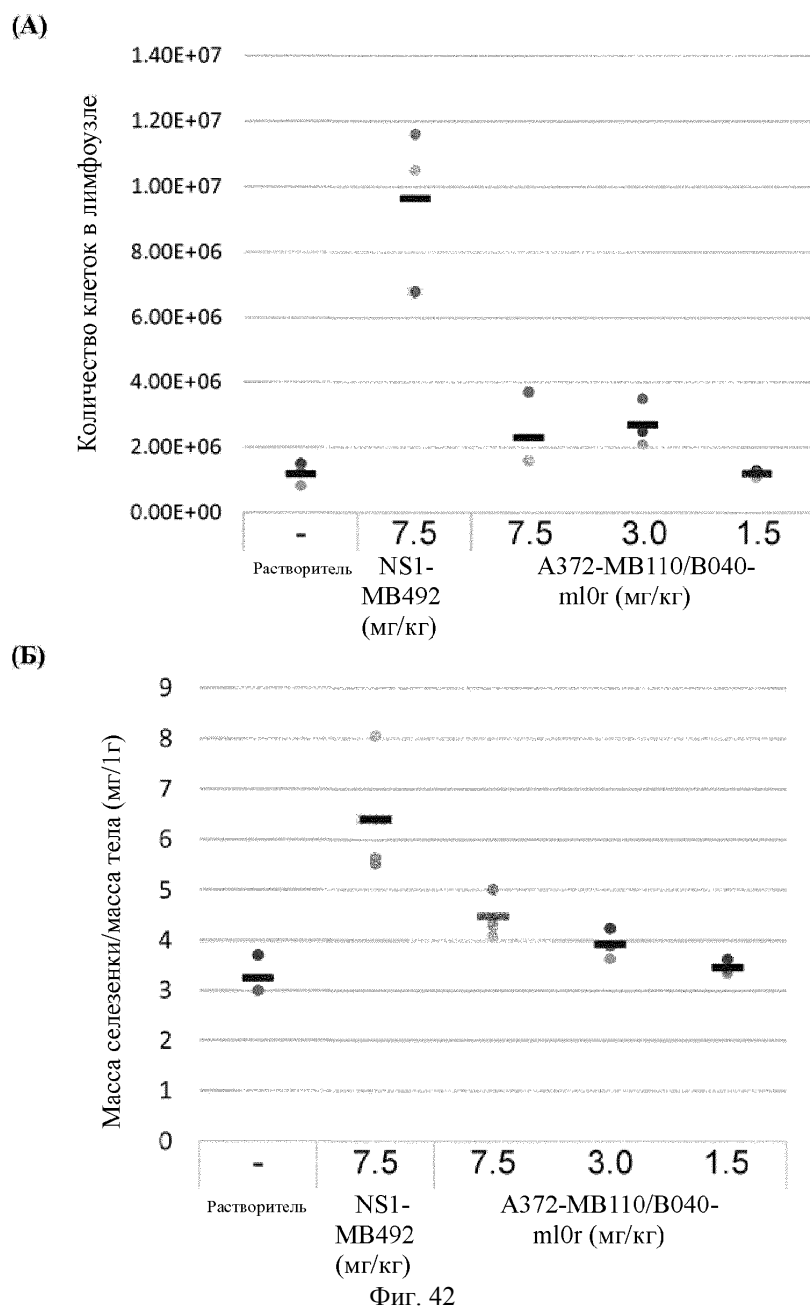 (А)
Количество клеток в лимфоузле
1.40E+07
1.20E+07
1.00E+07
8.00E+06
6.00E+06
4.00E+06
2.00E+06
0.00E+00
- 7.5 7.5 3.0 1.5
Растворитель NS1- A372-MB110/B040-
MB492 ml0r (мг/кг)
(мг/кг)
(Б)
Масса селезенки/масса тела (мг/1г)
9
8
7
6
5
4
3
2
1
0
- 7.5 7.5 3.0 1.5
Растворитель NS1- A372-MB110/B040-
MB492 ml0r (мг/кг)
(мг/кг)
Фиг. 42